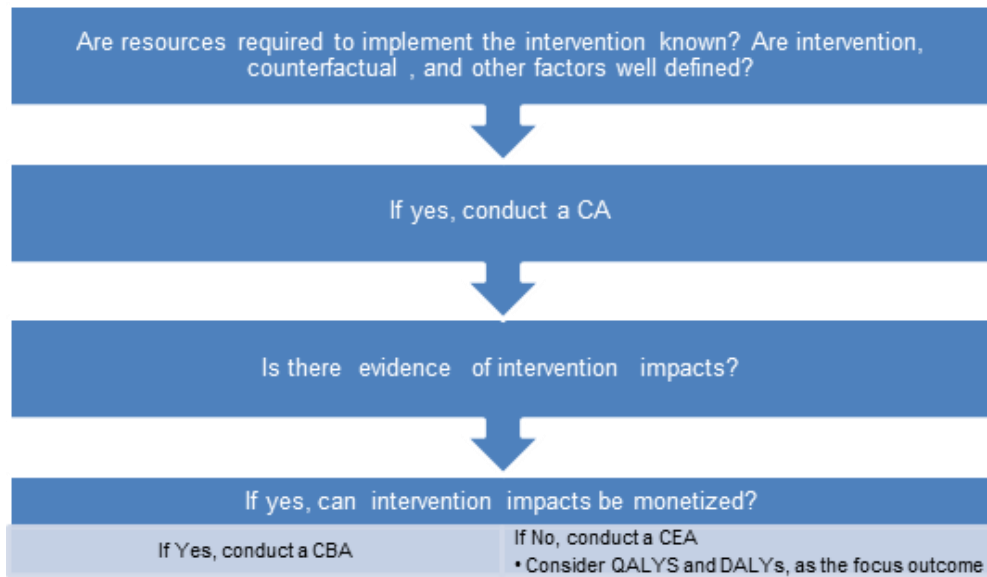 Are resources required to implement the intervention known? Are intervention,
counterfactual , and other factors well defined?
If yes, conduct a CA
Is there evidence of intervention impacts?
If yes, can intervention impacts be monetized?
If Yes, conduct a CBA
If No, conduct a CEA
• Consider QALYS and DALYs, as the focus outcome